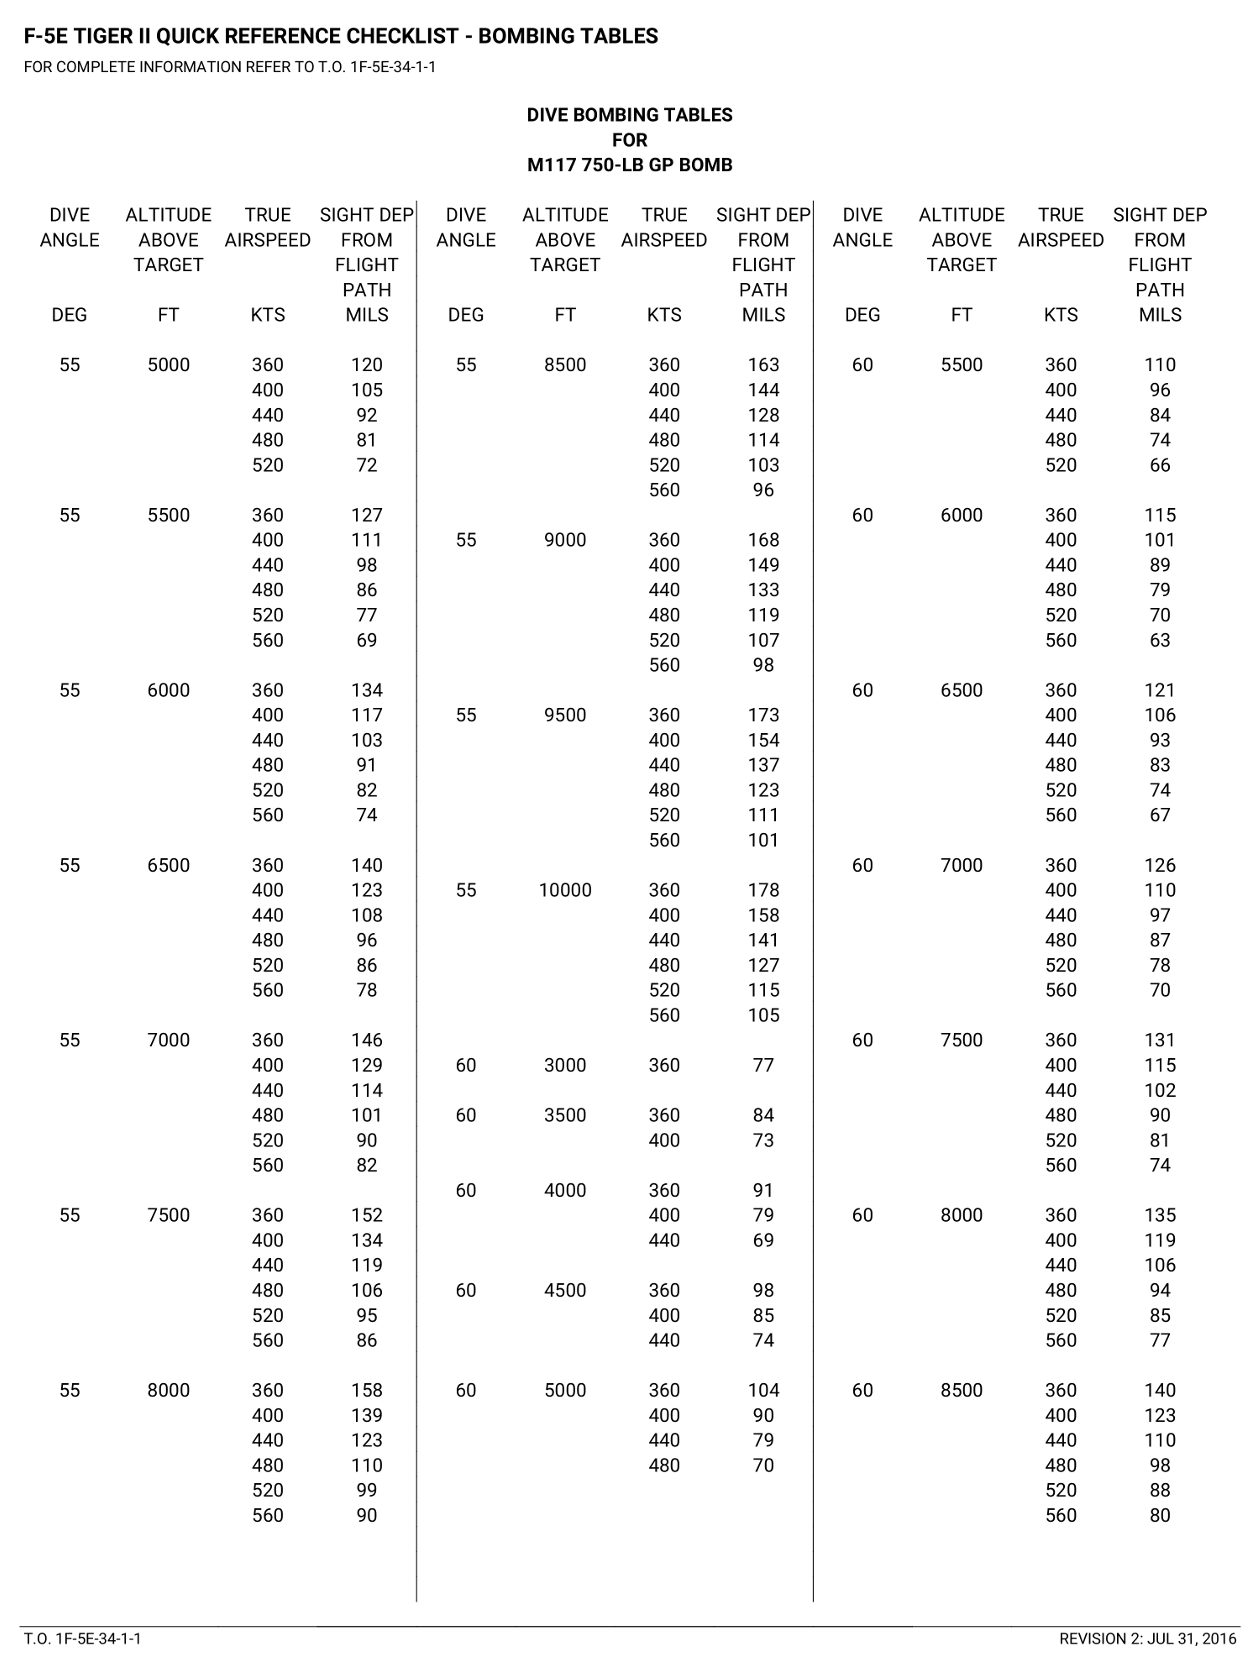 F-5E TIGER II QUICK REFERENCE CHECKLIST - BOMBING TABLES
FOR COMPLETE INFORMATION REFER TO T.O. 1F-5E-34-1-1
DIVE BOMBING TABLES
FOR
M117 750-LB GP BOMB
DIVE ALTITUDE TRUE SIGHT DEP
ANGLE ABOVE AIRSPEED FROM
TARGET FLIGHT
PATH
DEG FT KTS MILS
55 5000 360 120
400 105
440 92
480 81
520 72
55 5500 360 127
400 111
440 98
480 86
520 77
560 69
55 6000 360 134
400 117
440 103
480 91
520 82
560 74
55 6500 360 140
400 123
440 108
480 96
520 86
560 78
55 7000 360 146
400 129
440 114
480 101
520 90
560 82
55 7500 360 152
400 134
440 119
480 106
520 95
560 86
55 8000 360 158
400 139
440 123
480 110
520 99
560 90
DIVE ALTITUDE TRUE SIGHT DEP
ANGLE ABOVE AIRSPEED FROM
TARGET FLIGHT
PATH
DEG FT KTS MILS
55 8500 360 163
400 144
440 128
480 114
520 103
560 96
55 9000 360 168
400 149
440 133
480 119
520 107
560 98
55 9500 360 173
400 154
440 137
480 123
520 111
560 101
55 10000 360 178
400 158
440 141
480 127
520 115
560 105
60 3000 360 77
60 3500 360 84
400 73
60 4000 360 91
400 79
440 69
60 4500 360 98
400 85
440 74
60 5000 360 104
400 90
440 79
480 70
DIVE ALTITUDE TRUE SIGHT DEP
ANGLE ABOVE AIRSPEED FROM
TARGET FLIGHT
PATH
DEG FT KTS MILS
60 5500 360 110
400 96
440 84
480 74
520 66
60 6000 360 115
400 101
440 89
480 79
520 70
560 63
60 6500 360 121
400 106
440 93
480 83
520 74
560 67
60 7000 360 126
400 110
440 97
480 87
520 78
560 70
60 7500 360 131
400 115
440 102
480 90
520 81
560 74
60 8000 360 135
400 119
440 106
480 94
520 85
560 77
60 8500 360 140
400 123
440 110
480 98
520 88
560 80
T.O. 1F-5E-34-1-1
REVISION 2: JUL 31, 2016